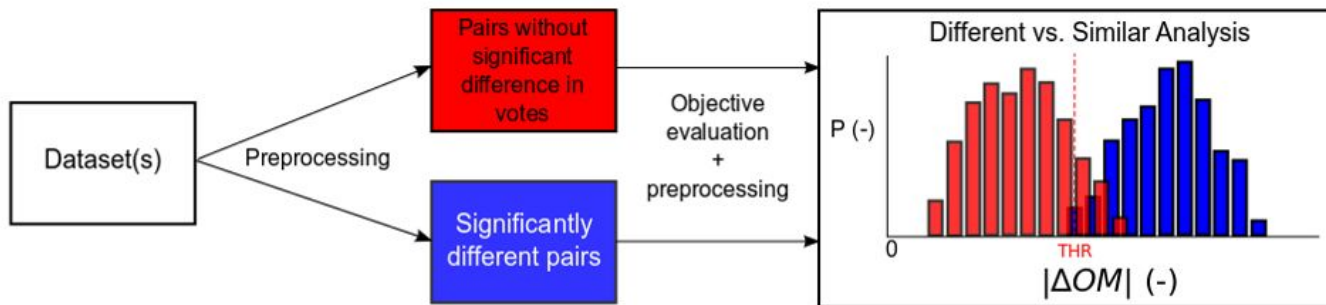 Dataset(s)
Preprocessing
Pairs without
significant
difference in
votes
Significantly
different pairs
Objective
evaluation
+
preprocessing
Different vs. Similar Analysis
P (-)
0
THR
|ΔOM| (-)